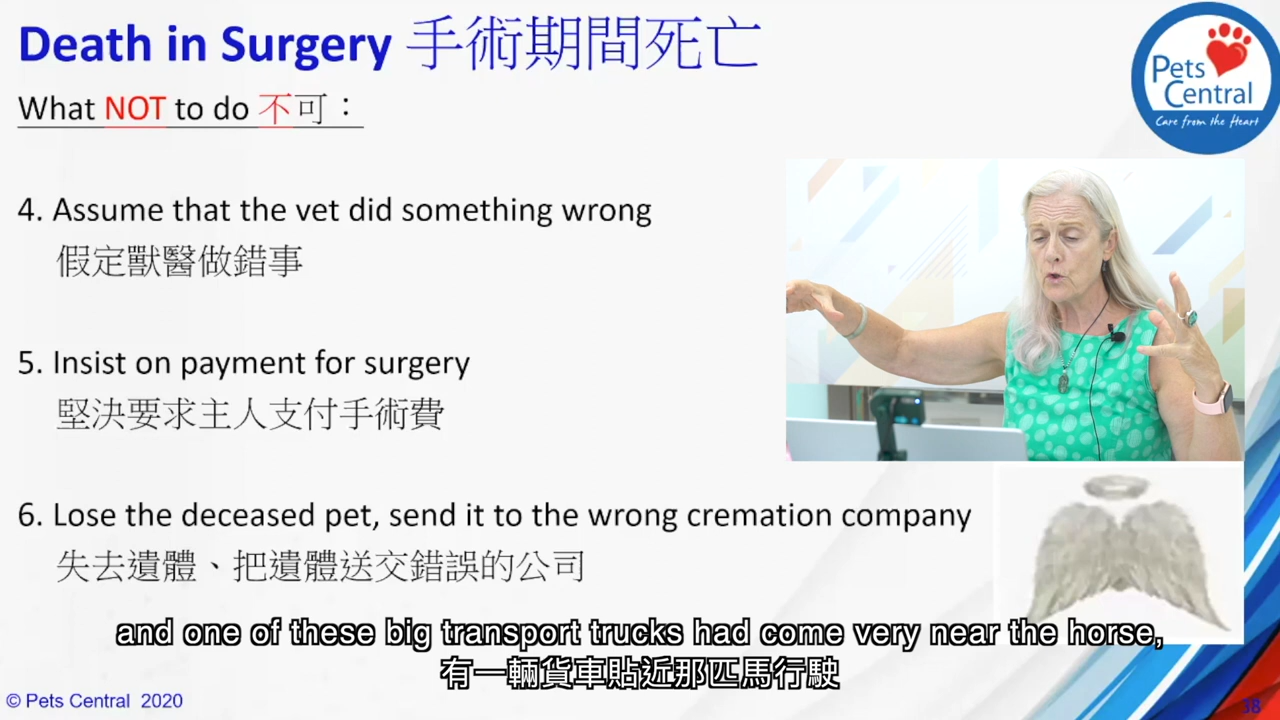 Death in Surgery 手術期間死亡
What NOT to do 不可：
Pets
Central
Care from the Heart
4. Assume that the vet did something wrong
假定獸醫做錯事
5. Insist on payment for surgery
堅決要求主人支付手術費
6. Lose the deceased pet, send it to the wrong cremation company
失去遺體、把遺體送交錯誤的公司
and one of these big transport trucks had come very near the horse,
有一輛貨車貼近那匹馬行駛
© Pets Central 2020
38